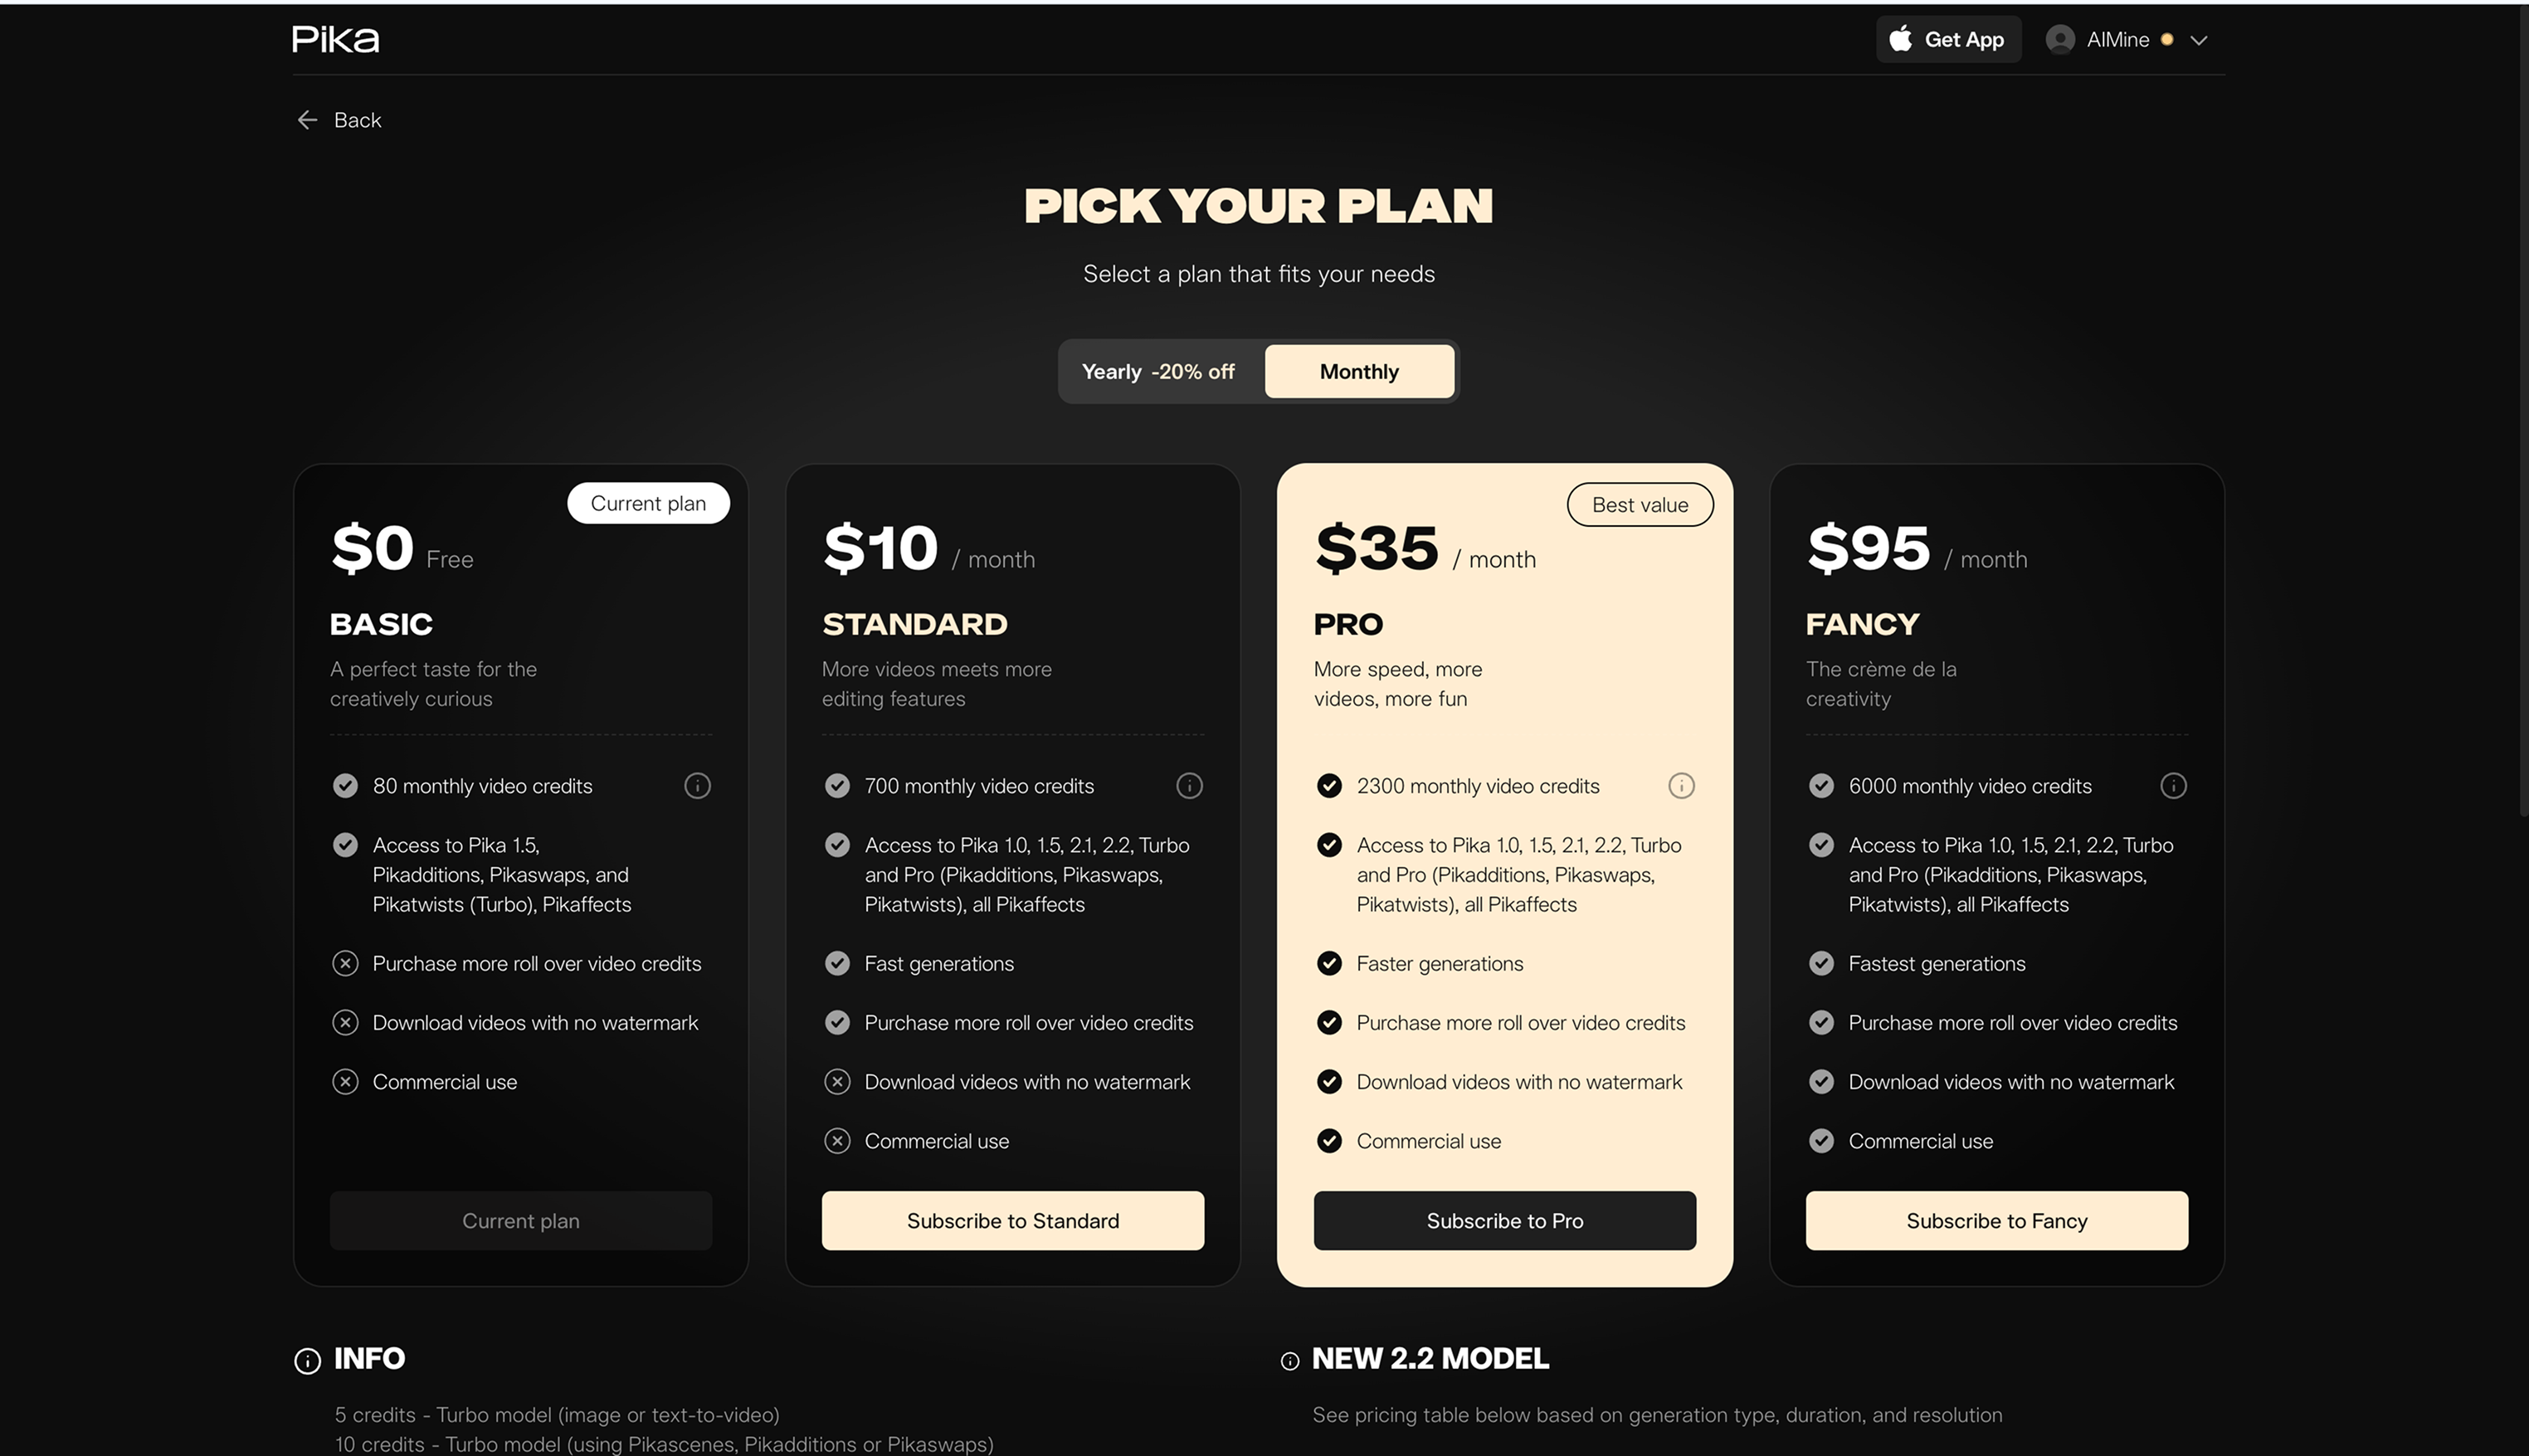 Pika
Get App
AIMine
Back
PICK YOUR PLAN
Select a plan that fits your needs
Yearly -20% off
Monthly
Current plan
$0 Free
BASIC
A perfect taste for the
creatively curious
80 monthly video credits
Access to Pika 1.5,
Pikadditions, Pikaswaps, and
Pikatwists (Turbo), Pikaffects
Purchase more roll over video credits
Download videos with no watermark
Commercial use
Current plan
$10 / month
STANDARD
More videos meets more
editing features
700 monthly video credits
Access to Pika 1.0, 1.5, 2.1, 2.2, Turbo
and Pro (Pikadditions, Pikaswaps,
Pikatwists), all Pikaffects
Fast generations
Purchase more roll over video credits
Download videos with no watermark
Commercial use
Subscribe to Standard
Best value
$35 / month
PRO
More speed, more
videos, more fun
2300 monthly video credits
Access to Pika 1.0, 1.5, 2.1, 2.2, Turbo
and Pro (Pikadditions, Pikaswaps,
Pikatwists), all Pikaffects
Faster generations
Purchase more roll over video credits
Download videos with no watermark
Commercial use
Subscribe to Pro
$95 / month
FANCY
The crème de la
creativity
6000 monthly video credits
Access to Pika 1.0, 1.5, 2.1, 2.2, Turbo
and Pro (Pikadditions, Pikaswaps,
Pikatwists), all Pikaffects
Fastest generations
Purchase more roll over video credits
Download videos with no watermark
Commercial use
Subscribe to Fancy
INFO
5 credits - Turbo model (image or text-to-video)
10 credits - Turbo model (using Pikascenes, Pikadditions or Pikaswaps)
NEW 2.2 MODEL
See pricing table below based on generation type, duration, and resolution